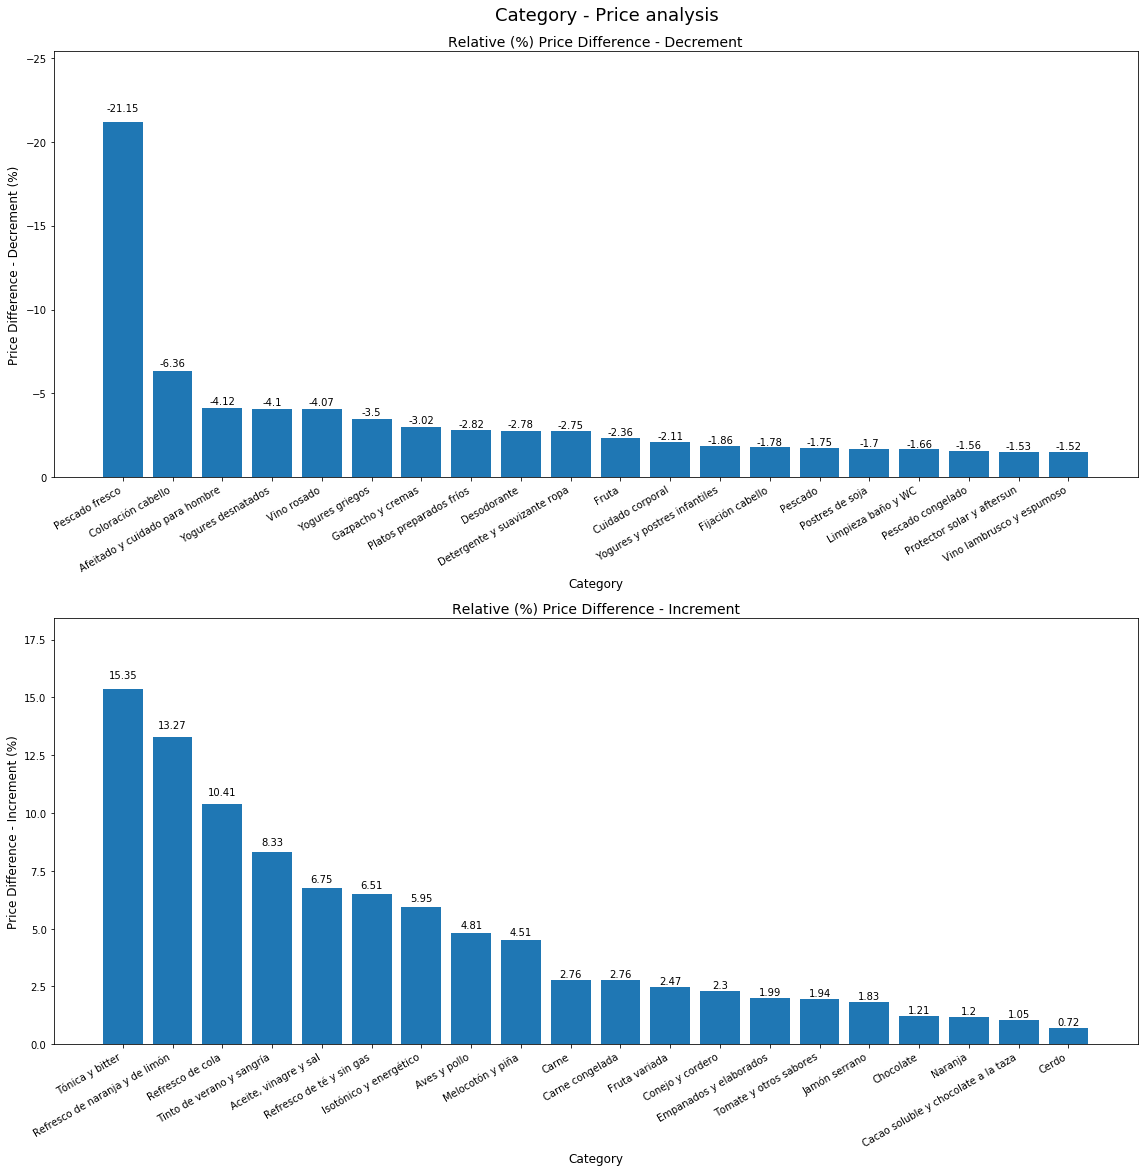 Category - Price analysis
Relative (%) Price Difference - Decrement
Price Difference - Decrement (%)
−25
−20
−15
−10
−5
0
-21.15
-6.36
-4.12
-4.1
-4.07
-3.5
-3.02
-2.82
-2.78
-2.75
-2.36
-2.11
-1.86
-1.78
-1.75
-1.7
-1.66
-1.56
-1.53
-1.52
Pescado fresco
Coloración cabello
Afeitado y cuidado para hombre
Yogures desnatados
Vino rosado
Yogures griegos
Gazpacho y cremas
Platos preparados fríos
Desodorante
Detergente y suavizante ropa
Fruta
Cuidado corporal
Yogures y postres infantiles
Fijación cabello
Pescado
Postres de soja
Limpieza baño y WC
Pescado congelado
Protector solar y aftersun
Vino lambrusco y espumoso
Category
Relative (%) Price Difference - Increment
Price Difference - Increment (%)
17.5
15.0
12.5
10.0
7.5
5.0
2.5
0.0
15.35
13.27
10.41
8.33
6.75
6.51
5.95
4.81
4.51
2.76
2.76
2.47
2.3
1.99
1.94
1.83
1.21
1.2
1.05
0.72
Tónica y bitter
Refresco de naranja y de limón
Refresco de cola
Tinto de verano y sangría
Aceite, vinagre y sal
Refresco de té y sin gas
Isotónico y energético
Aves y pollo
Melocotón y piña
Carne
Carne congelada
Fruta variada
Conejo y cordero
Empanados y elaborados
Tomate y otros sabores
Jamón serrano
Chocolate
Naranja
Cacao soluble y chocolate a la taza
Cerdo
Category